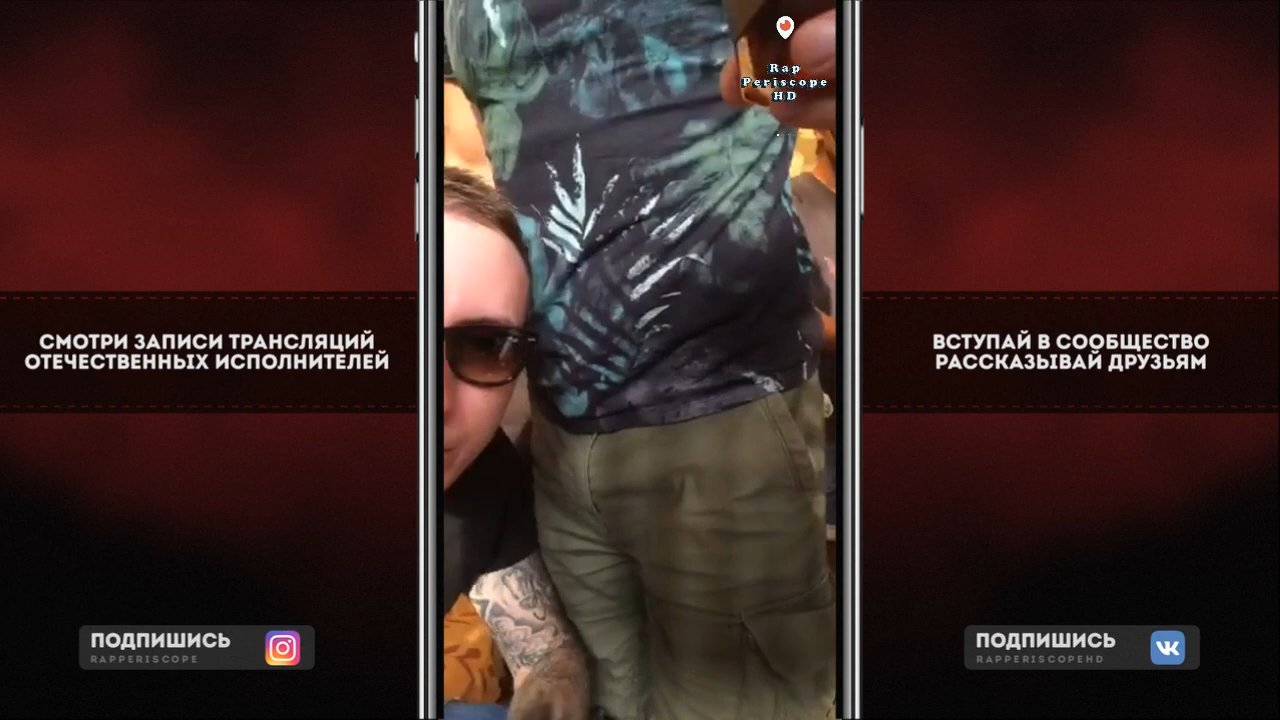 Rap
Periscope
HD
СМОТРИ ЗАПИСИ ТРАНСЛЯЦИЙ
ОТЕЧЕСТВЕННЫХ ИСПОЛНИТЕЛЕЙ
ВСТУПАЙ В СООБЩЕСТВО
РАССКАЗЫВАЙ ДРУЗЬЯМ
ПОДПИШИСЬ
RAPPERISCOPE
ПОДПИШИСЬ
RAPPERISCOPEHD